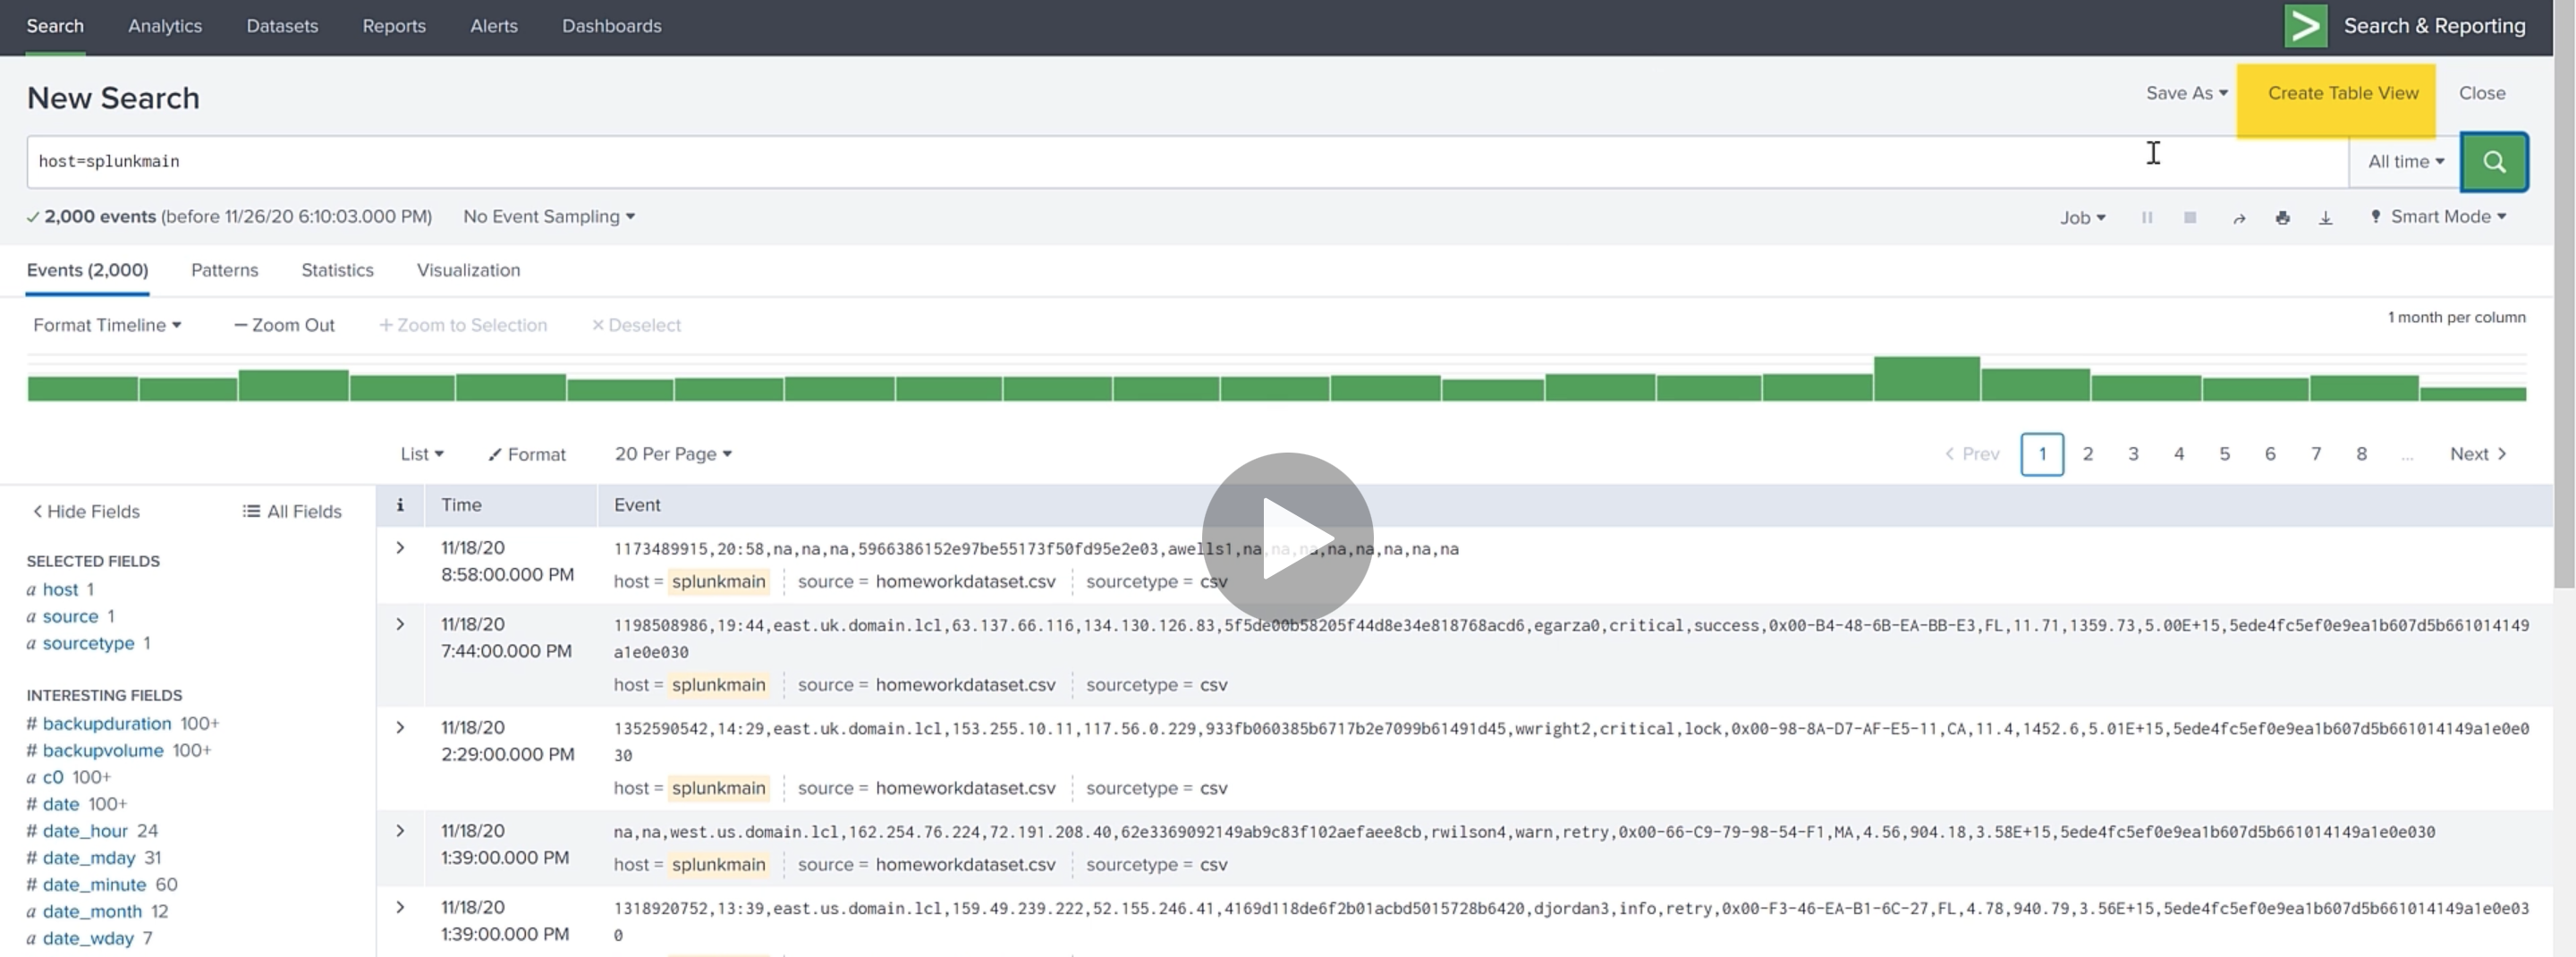 Search Analytics Datasets Reports Alerts Dashboards Search & Reporting
New Search Save As Create Table View Close
host=splunkmain All time
2,000 events (before 11/26/20 6:10:03.000 PM) No Event Sampling Job Smart Mode
Events (2,000) Patterns Statistics Visualization
Format Timeline — Zoom Out + Zoom to Selection × Deselect 1 month per column
List Format 20 Per Page < Prev 1 2 3 4 5 6 7 8 ... Next >
< Hide Fields All Fields
SELECTED FIELDS
a host 1
a source 1
a sourcetype 1
INTERESTING FIELDS
# backupduration 100+
# backupvolume 100+
a c0 100+
# date 100+
# date_hour 24
# date_mday 31
# date_minute 60
a date_month 12
a date_wday 7
i Time Event
11/18/20
8:58:00.000 PM
1173489915,20:58,na,na,na,5966386152e97be55173f50fd95e2e03,awells1,na,na,na,na,na,na,na,na
host = splunkmain source = homeworkdataset.csv sourcetype = csv
11/18/20
7:44:00.000 PM
1198508986,19:44,east.uk.domain.lcl,63.137.66.116,134.130.126.83,5f5de00b58205f44d8e34e818768acd6,egarza0,critical,success,0x00-B4-48-6B-EA-BB-E3,FL,11.71,1359.73,5.00E+15,5ede4fc5ef0e9ea1b607d5b661014149
a1e0e030
host = splunkmain source = homeworkdataset.csv sourcetype = csv
11/18/20
2:29:00.000 PM
1352590542,14:29,east.uk.domain.lcl,153.255.10.11,117.56.0.229,933fb060385b6717b2e7099b61491d45,wwright2,critical,lock,0x00-98-8A-D7-AF-E5-11,CA,11.4,1452.6,5.01E+15,5ede4fc5ef0e9ea1b607d5b661014149a1e0e0
30
host = splunkmain source = homeworkdataset.csv sourcetype = csv
11/18/20
1:39:00.000 PM
na,na,west.us.domain.lcl,162.254.76.224,72.191.208.40,62e3369092149ab9c83f102aefaee8cb,rwilson4,warn,retry,0x00-66-C9-79-98-54-F1,MA,4.56,904.18,3.58E+15,5ede4fc5ef0e9ea1b607d5b661014149a1e0e030
host = splunkmain source = homeworkdataset.csv sourcetype = csv
11/18/20
1:39:00.000 PM
1318920752,13:39,east.us.domain.lcl,159.49.239.222,52.155.246.41,4169d118de6f2b01acbd5015728b6420,djordan3,info,retry,0x00-F3-46-EA-B1-6C-27,FL,4.78,940.79,3.56E+15,5ede4fc5ef0e9ea1b607d5b661014149a1e0e03
0